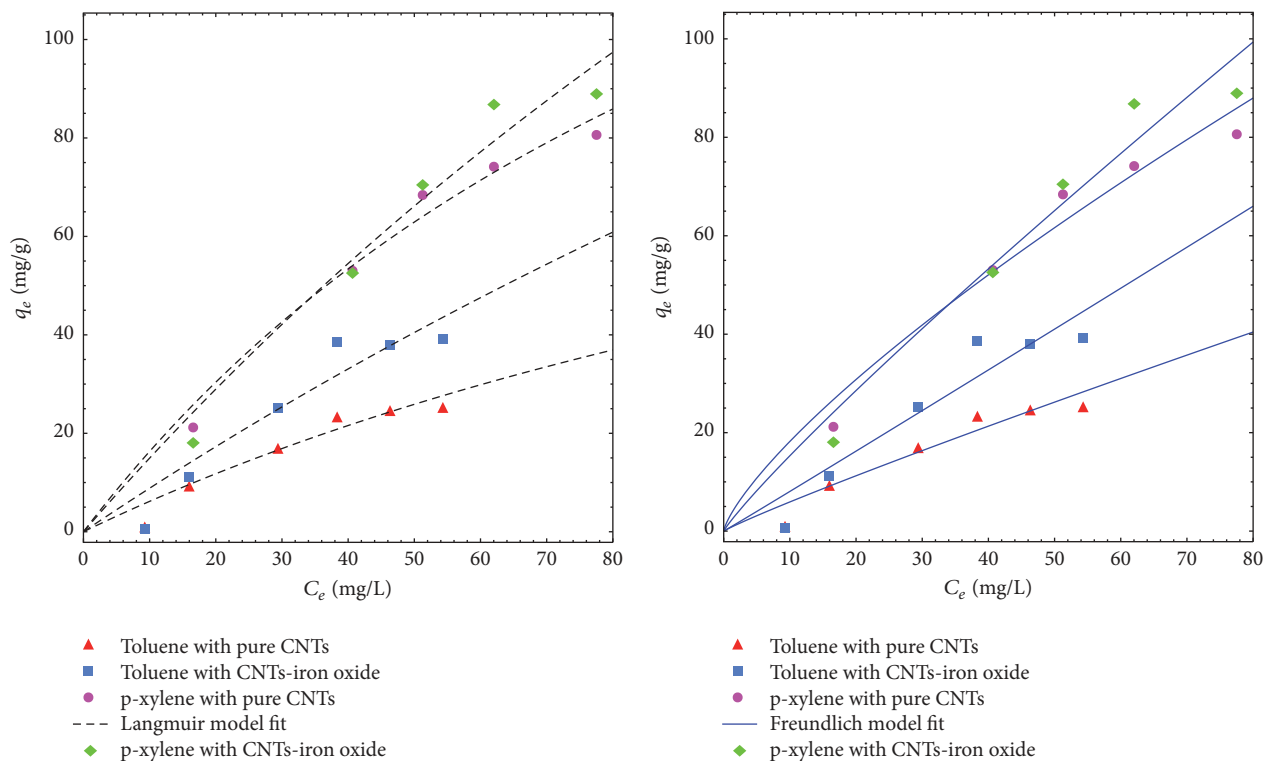 100
80
60
40
20
0
q_e (mg/g)
0 10 20 30 40 50 60 70 80
C_e (mg/L)
Toluene with pure CNTs
Toluene with CNTs-iron oxide
p-xylene with pure CNTs
Langmuir model fit
p-xylene with CNTs-iron oxide
100
80
60
40
20
0
q_e (mg/g)
0 10 20 30 40 50 60 70 80
C_e (mg/L)
Toluene with pure CNTs
Toluene with CNTs-iron oxide
p-xylene with pure CNTs
Freundlich model fit
p-xylene with CNTs-iron oxide